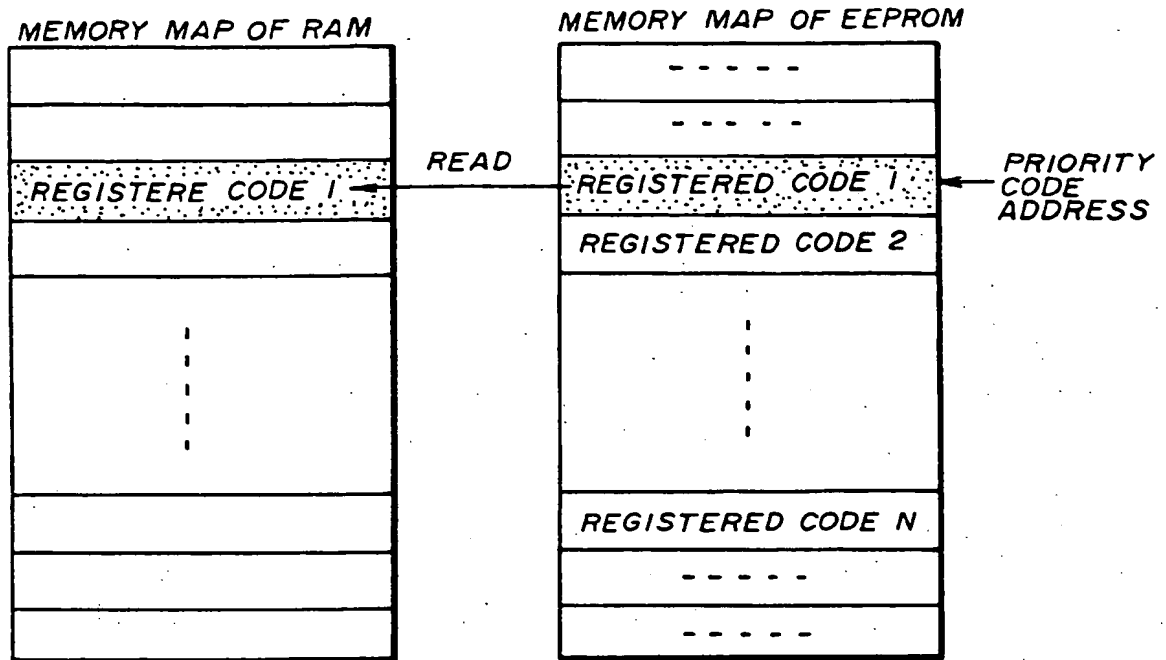 MEMORY MAP OF RAM
MEMORY MAP OF EEPROM
- - - - -
- - - - -
REGISTERE CODE 1
READ
REGISTERED CODE 1
PRIORITY
CODE
ADDRESS
REGISTERED CODE 2
REGISTERED CODE N
- - - - -
- - - - -